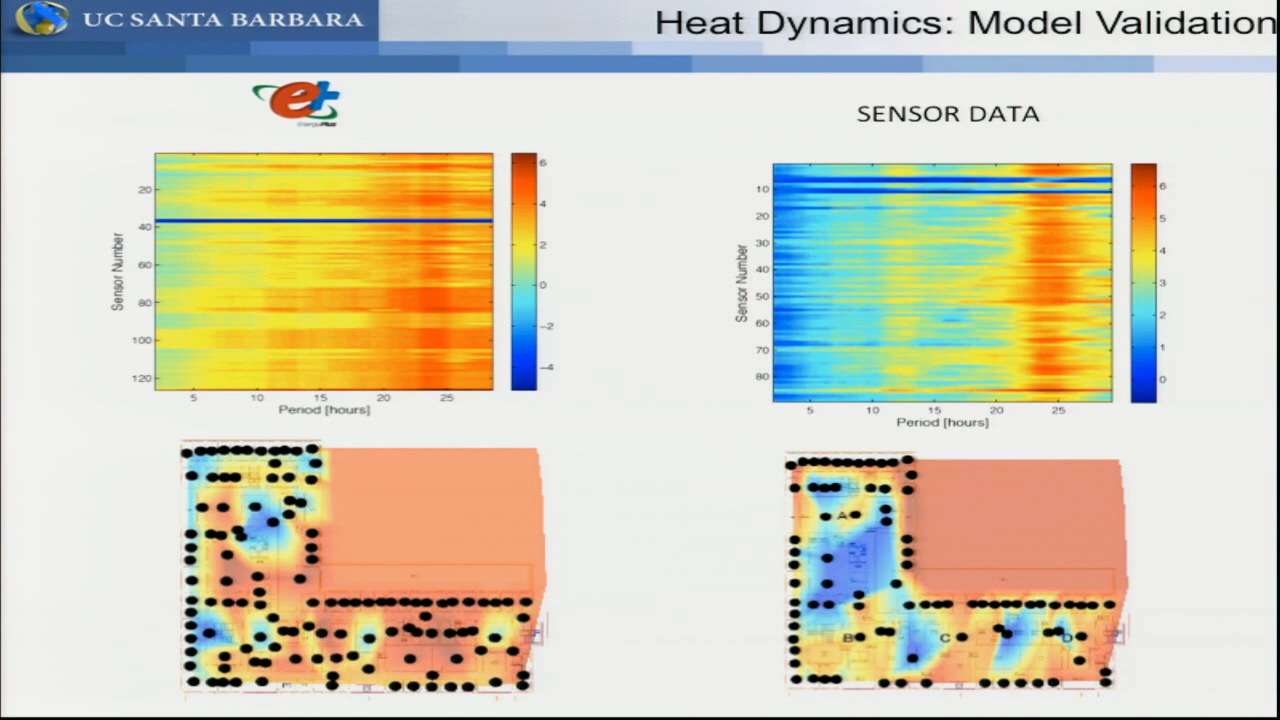 UC SANTA BARBARA
Heat Dynamics: Model Validation
e+
EnergyPlus
SENSOR DATA
Sensor Number
20
40
60
80
100
120
5
10
15
20
25
Period [hours]
6
4
2
0
-2
-4
Sensor Number
10
20
30
40
50
60
70
80
5
10
15
20
25
Period [hours]
6
5
4
3
2
1
0
A
B
C
D